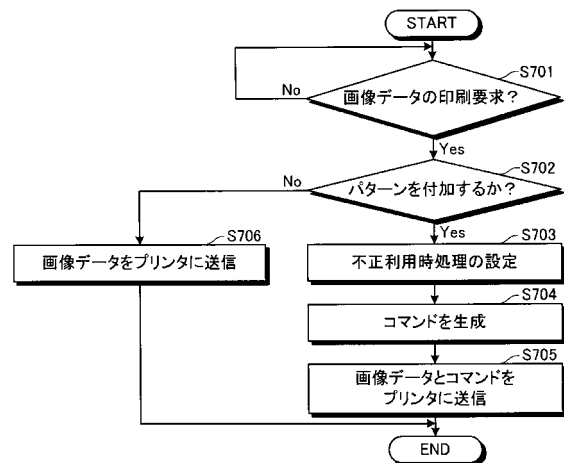 START
S701
画像データの印刷要求?
No
Yes
S702
パターンを付加するか?
No
Yes
S706
画像データをプリンタに送信
S703
不正利用時処理の設定
S704
コマンドを生成
S705
画像データとコマンドを
プリンタに送信
END